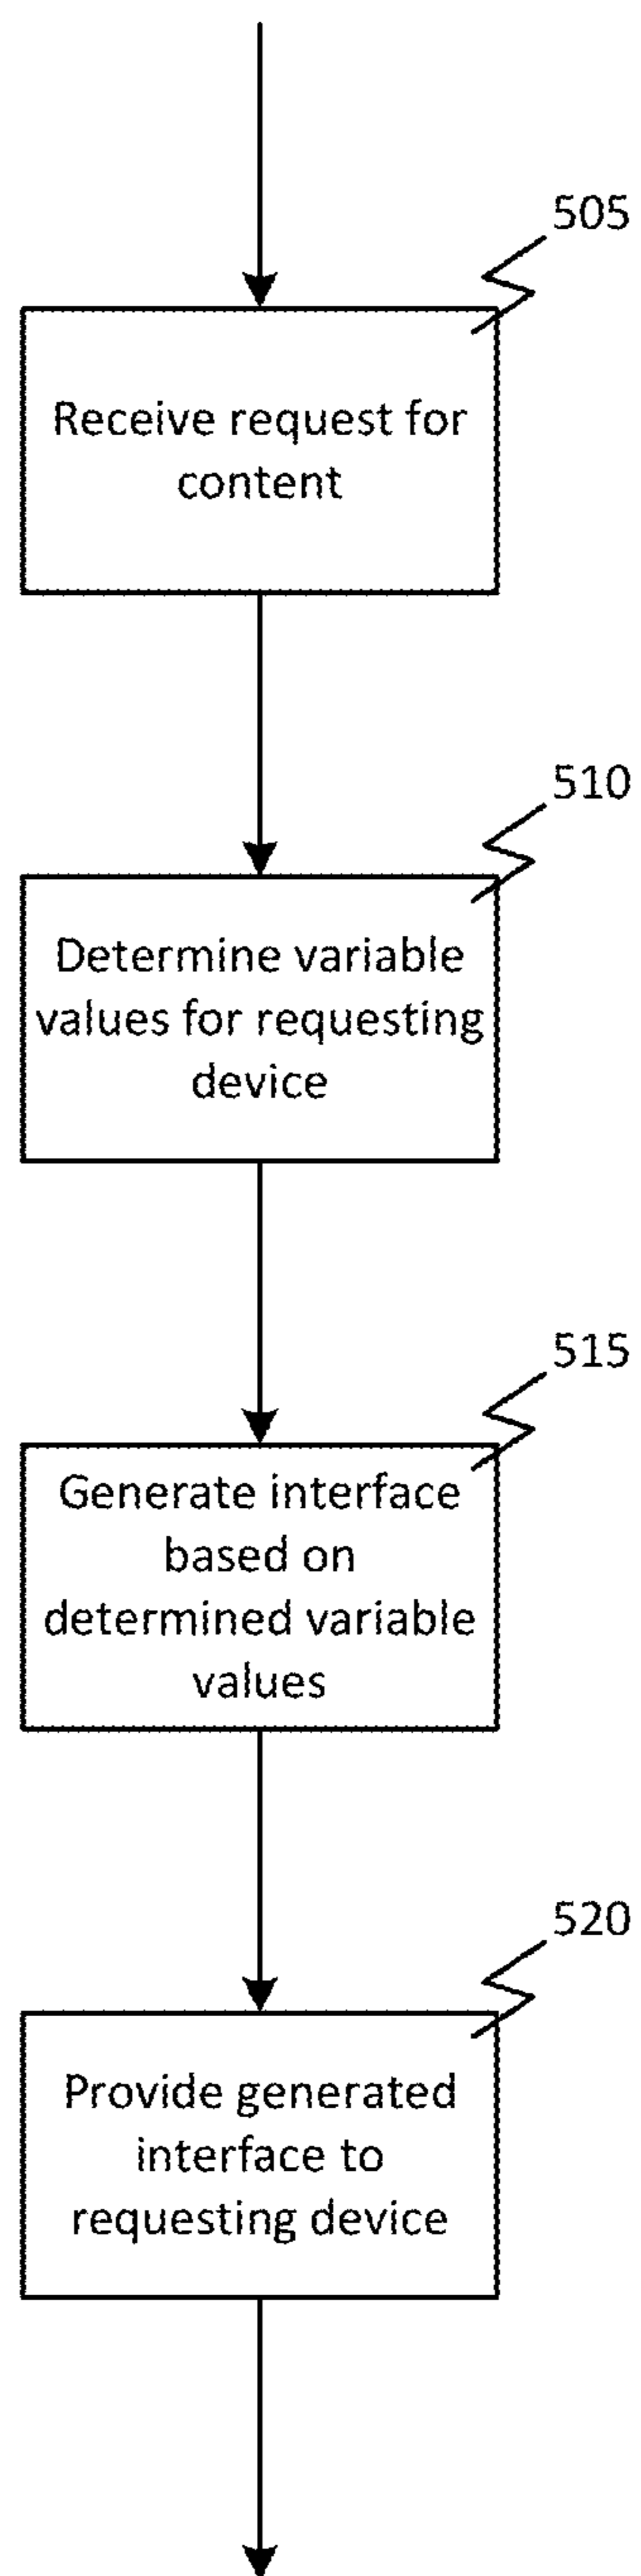 505
Receive request for
content
510
Determine variable
values for requesting
device
515
Generate interface
based on
determined variable
values
520
Provide generated
interface to
requesting device